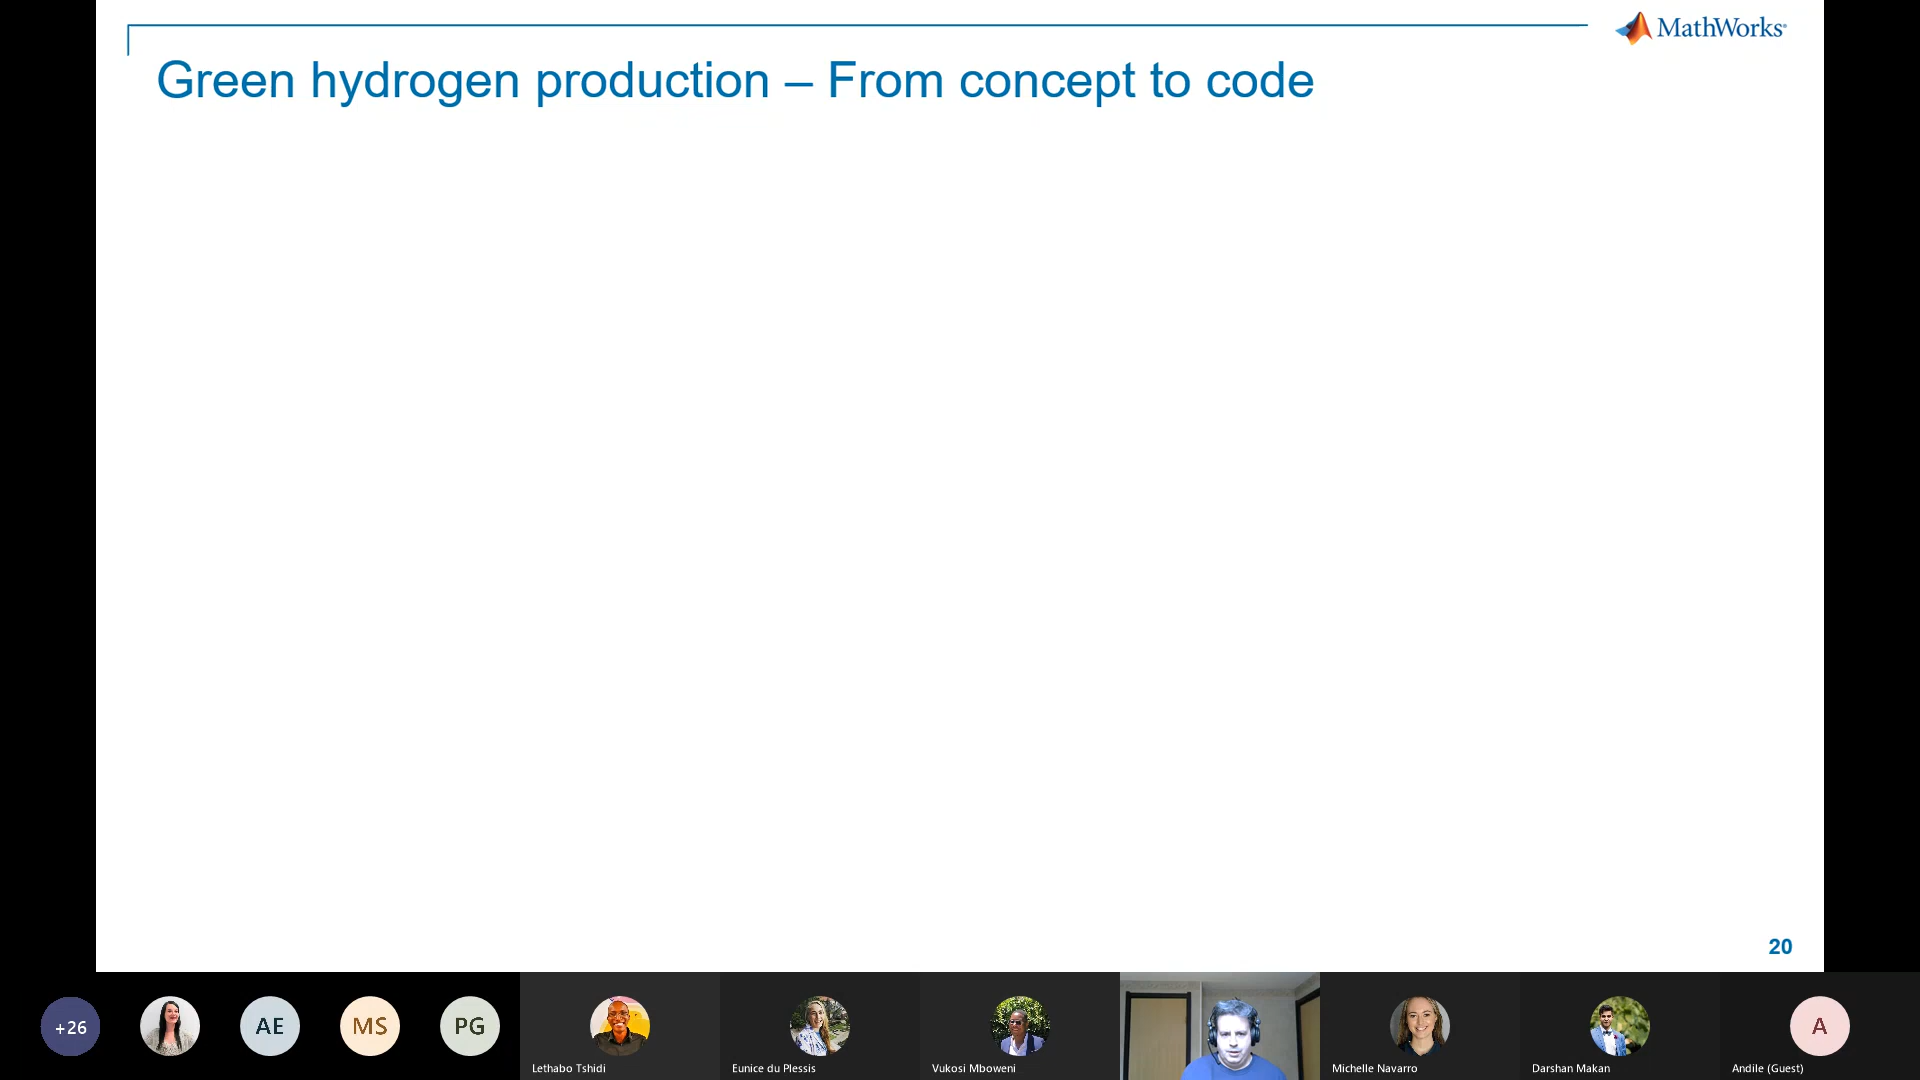 MathWorks®
Green hydrogen production – From concept to code
20
+26
AE
MS
PG
A
Lethabo Tshidi
Eunice du Plessis
Vukosi Mboweni
Michelle Navarro
Darshan Makan
Andile (Guest)